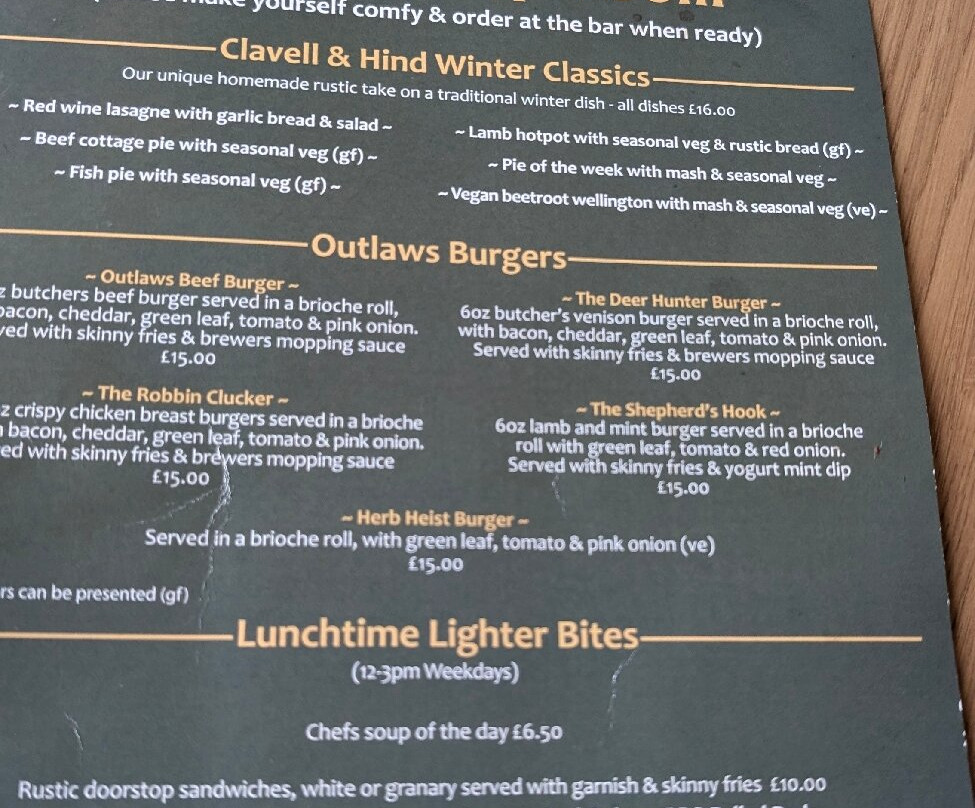 yourself comfy & order at the bar when ready)
Clavell & Hind Winter Classics
Our unique homemade rustic take on a traditional winter dish - all dishes £16.00
~ Red wine lasagne with garlic bread & salad ~
~ Beef cottage pie with seasonal veg (gf) ~
~ Fish pie with seasonal veg (gf) ~
~ Lamb hotpot with seasonal veg & rustic bread (gf) ~
~ Pie of the week with mash & seasonal veg ~
~ Vegan beetroot wellington with mash & seasonal veg (ve) ~
Outlaws Burgers
~ Outlaws Beef Burger ~
z butchers beef burger served in a brioche roll,
bacon, cheddar, green leaf, tomato & pink onion.
ved with skinny fries & brewers mopping sauce
£15.00
~ The Deer Hunter Burger ~
6oz butcher's venison burger served in a brioche roll,
with bacon, cheddar, green leaf, tomato & pink onion.
Served with skinny fries & brewers mopping sauce
£15.00
~ The Robbin Clucker ~
z crispy chicken breast burgers served in a brioche
bacon, cheddar, green leaf, tomato & pink onion.
ed with skinny fries & brewers mopping sauce
£15.00
~ The Shepherd's Hook ~
6oz lamb and mint burger served in a brioche
roll with green leaf, tomato & red onion.
Served with skinny fries & yogurt mint dip
£15.00
~ Herb Heist Burger ~
Served in a brioche roll, with green leaf, tomato & pink onion (ve)
£15.00
rs can be presented (gf)
Lunchtime Lighter Bites
(12-3pm Weekdays)
Chefs soup of the day £6.50
Rustic doorstop sandwiches, white or granary served with garnish & skinny fries £10.00